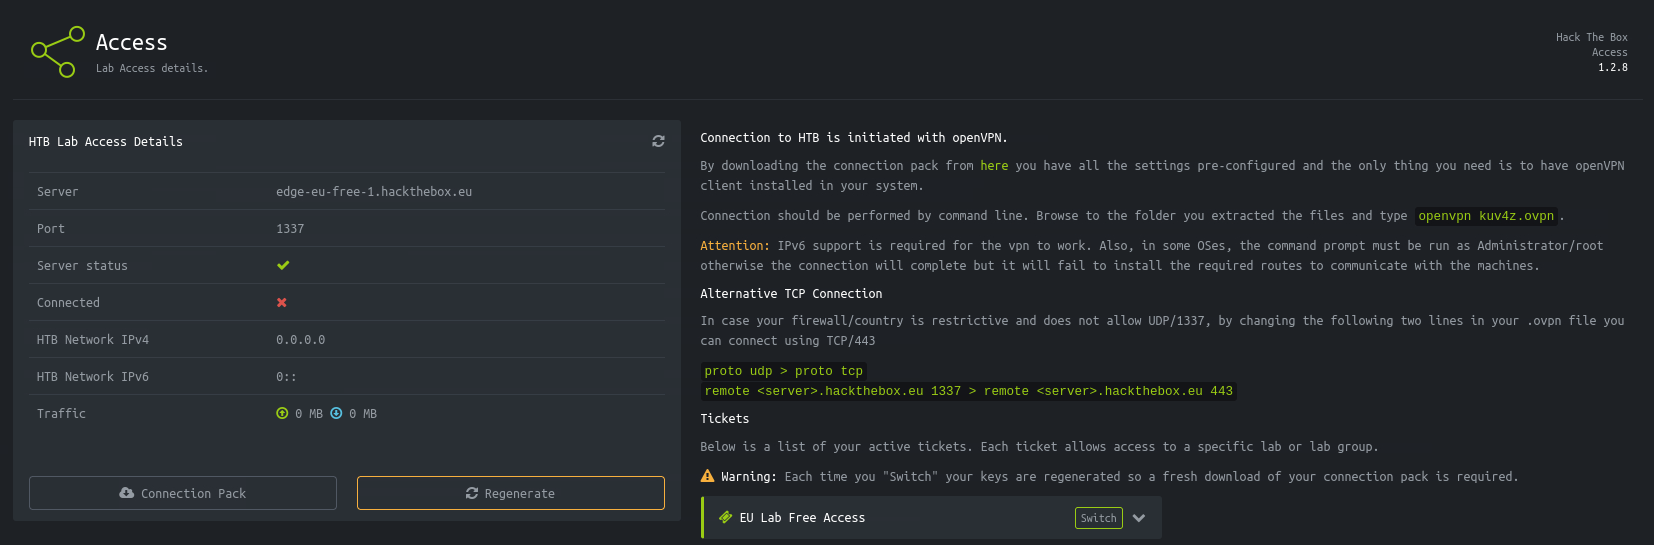 Access
Lab Access details.
Hack The Box
Access
1.2.8
HTB Lab Access Details
Server edge-eu-free-1.hackthebox.eu
Port 1337
Server status
Connected
HTB Network IPv4 0.0.0.0
HTB Network IPv6 0::
Traffic 0 MB 0 MB
Connection Pack Regenerate
Connection to HTB is initiated with openVPN.
By downloading the connection pack from here you have all the settings pre-configured and the only thing you need is to have openVPN
client installed in your system.
Connection should be performed by command line. Browse to the folder you extracted the files and type openvpn kuv4z.ovpn.
Attention: IPv6 support is required for the vpn to work. Also, in some OSes, the command prompt must be run as Administrator/root
otherwise the connection will complete but it will fail to install the required routes to communicate with the machines.
Alternative TCP Connection
In case your firewall/country is restrictive and does not allow UDP/1337, by changing the following two lines in your .ovpn file you
can connect using TCP/443
proto udp > proto tcp
remote <server>.hackthebox.eu 1337 > remote <server>.hackthebox.eu 443
Tickets
Below is a list of your active tickets. Each ticket allows access to a specific lab or lab group.
Warning: Each time you "Switch" your keys are regenerated so a fresh download of your connection pack is required.
EU Lab Free Access Switch